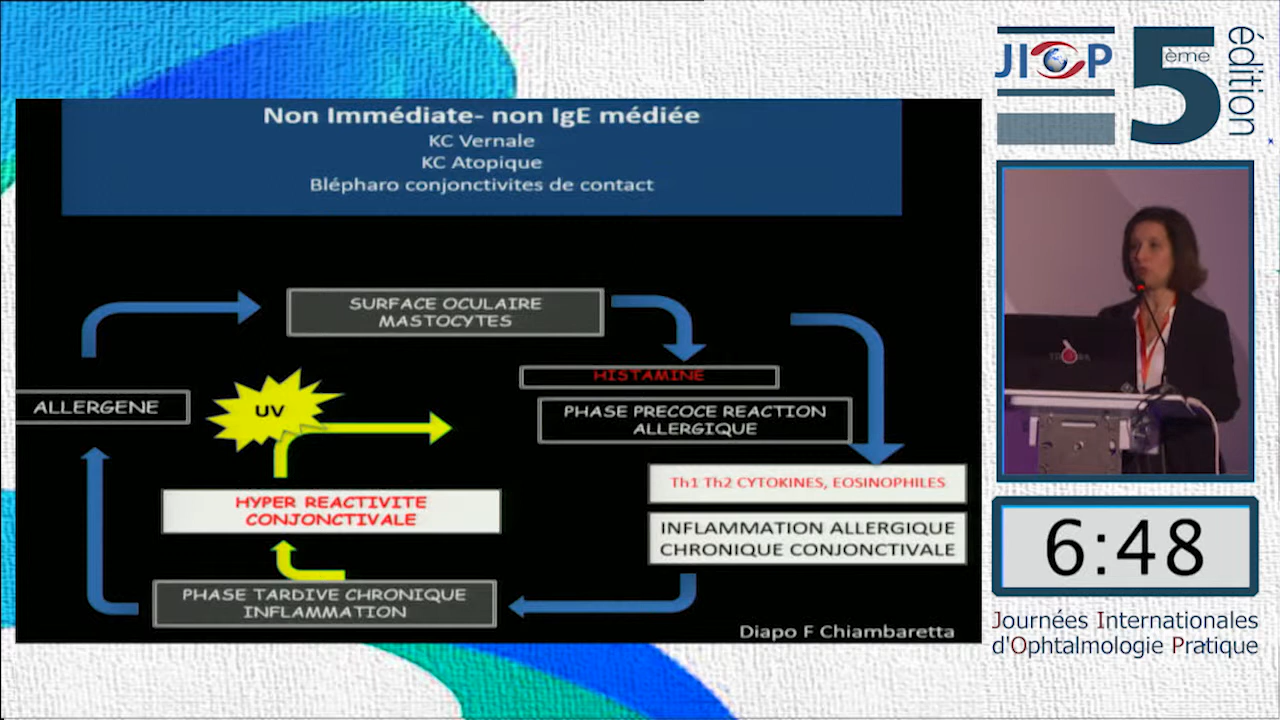 Non Immédiate- non IgE médiée
KC Vernale
KC Atopique
Blépharo conjonctivites de contact
SURFACE OCULAIRE
MASTOCYTES
HISTAMINE
ALLERGENE
UV
PHASE PRECOCE REACTION
ALLERGIQUE
Th1 Th2 CYTOKINES, EOSINOPHILES
HYPER REACTIVITE
CONJONCTIVALE
INFLAMMATION ALLERGIQUE
CHRONIQUE CONJONCTIVALE
PHASE TARDIVE CHRONIQUE
INFLAMMATION
Diapo F Chiambaretta
JIOP
5ème
édition
6:48
Journées Internationales
d'Ophtalmologie Pratique